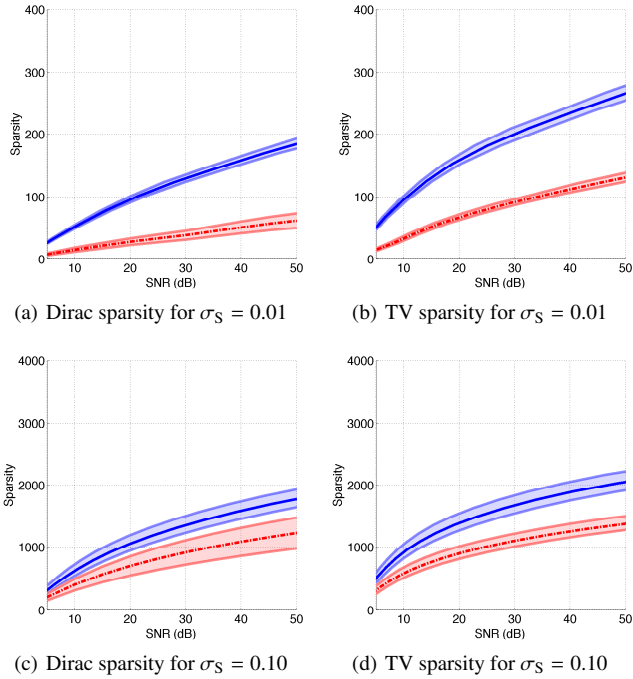 400
300
200
100
0
Sparsity
10 20 30 40 50
SNR (dB)
(a) Dirac sparsity for σS = 0.01
400
300
200
100
0
Sparsity
10 20 30 40 50
SNR (dB)
(b) TV sparsity for σS = 0.01
4000
3000
2000
1000
0
Sparsity
10 20 30 40 50
SNR (dB)
(c) Dirac sparsity for σS = 0.10
4000
3000
2000
1000
0
Sparsity
10 20 30 40 50
SNR (dB)
(d) TV sparsity for σS = 0.10